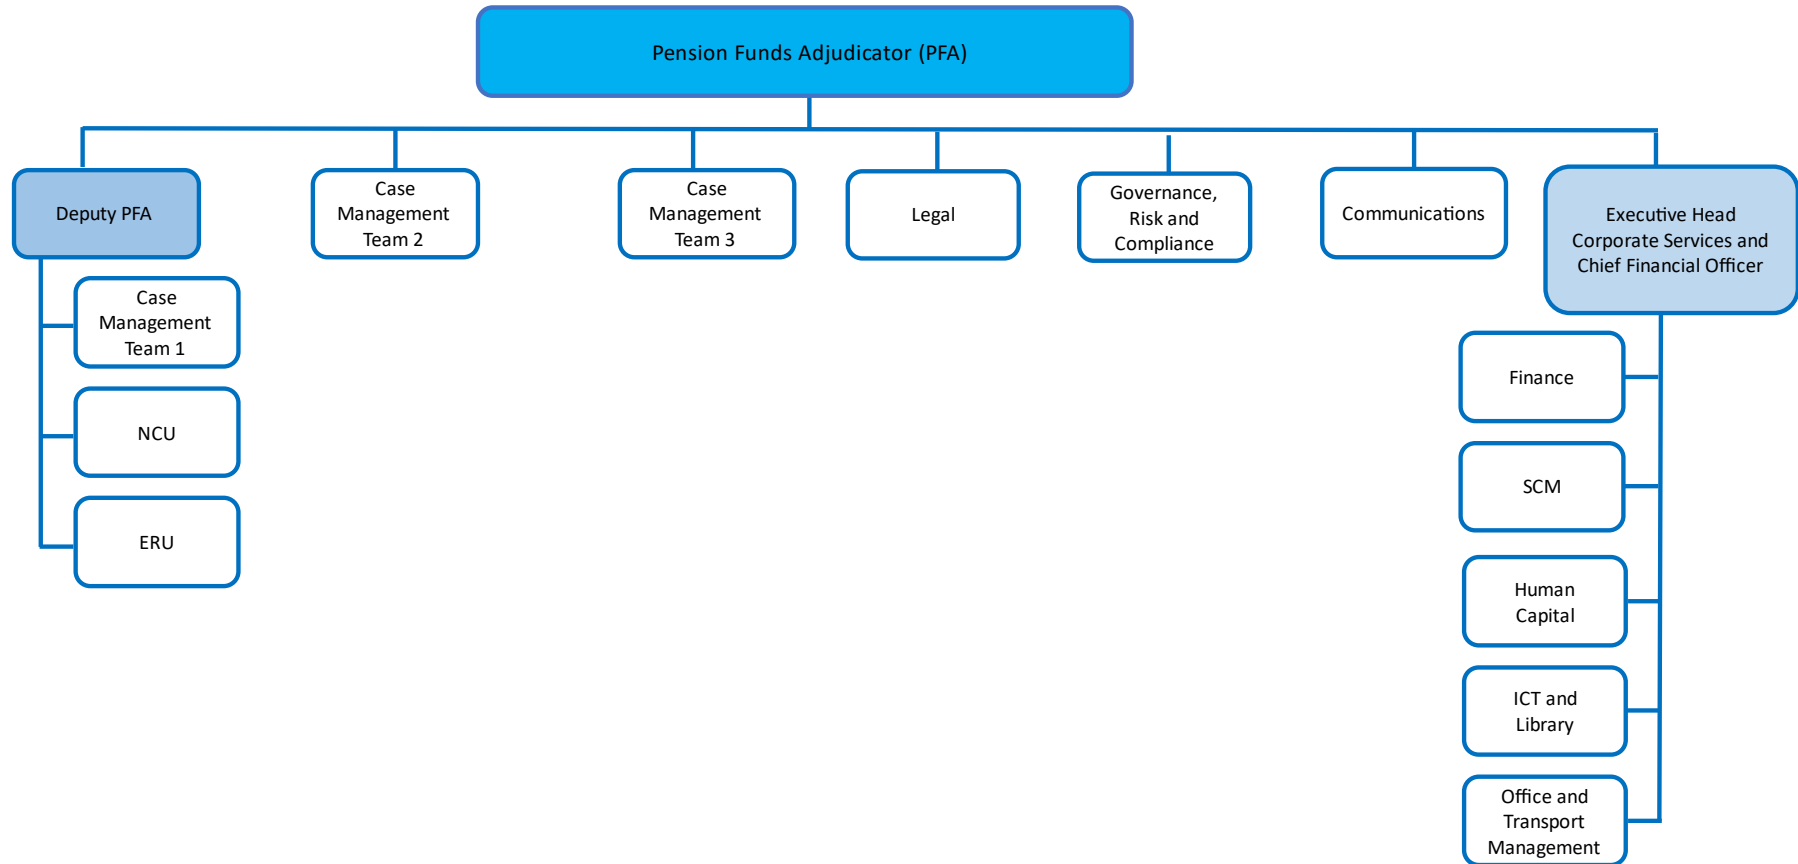 Pension Funds Adjudicator (PFA)
Deputy PFA
Case
Management
Team 2
Case
Management
Team 3
Legal
Governance,
Risk and
Compliance
Communications
Executive Head
Corporate Services and
Chief Financial Officer
Case
Management
Team 1
NCU
ERU
Finance
SCM
Human
Capital
ICT and
Library
Office and
Transport
Management